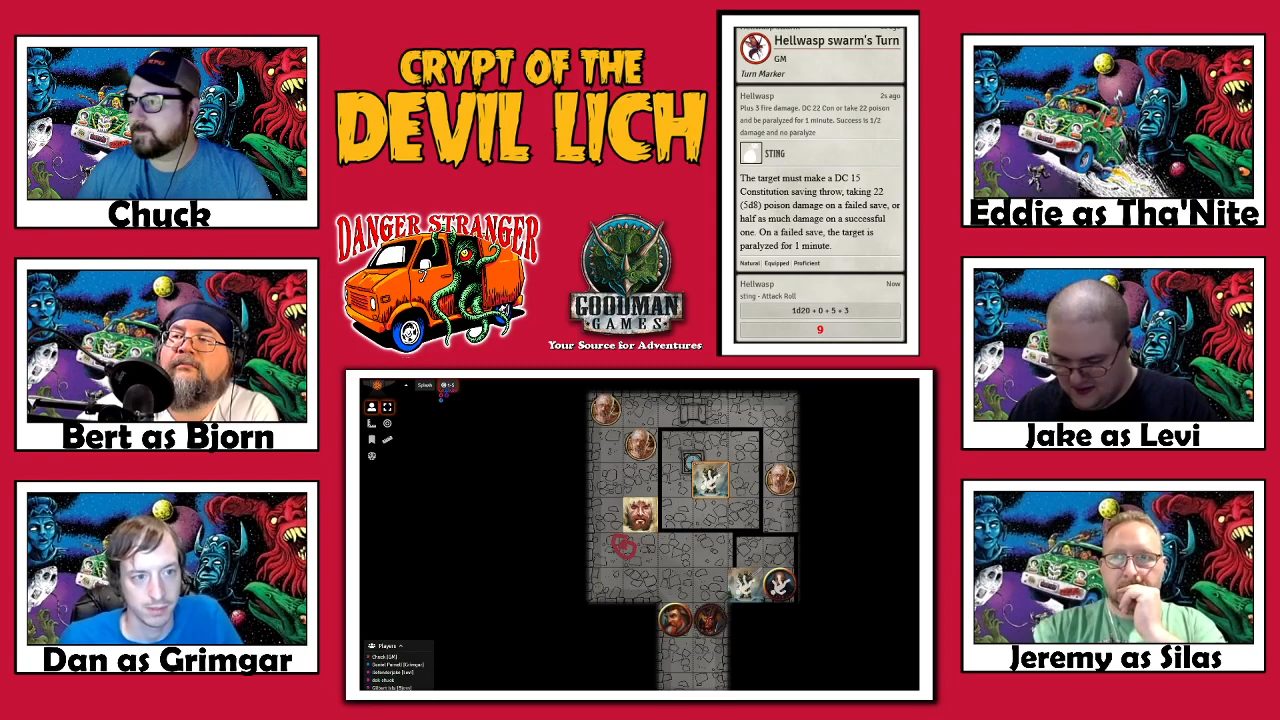 CRYPT OF THE
DEVIL LICH
DANGER STRANGER
GOODMAN
GAMES
Your Source for Adventures
Hellwasp swarm's Turn
GM
Turn Marker
Hellwasp 2s ago
Plus 3 fire damage. DC 22 Con or take 22 poison
and be paralyzed for 1 minute. Success is 1/2
damage and no paralyze
STING
The target must make a DC 15
Constitution saving throw, taking 22
(5d8) poison damage on a failed save, or
half as much damage on a successful
one. On a failed save, the target is
paralyzed for 1 minute.
Natural Equipped Proficient
Hellwasp Now
sting - Attack Roll
1d20 + 0 + 5 + 3
9
Chuck
Bert as Bjorn
Dan as Grimgar
Eddie as Tha'Nite
Jake as Levi
Jeremy as Silas
Splash
Players
Chuck [GM]